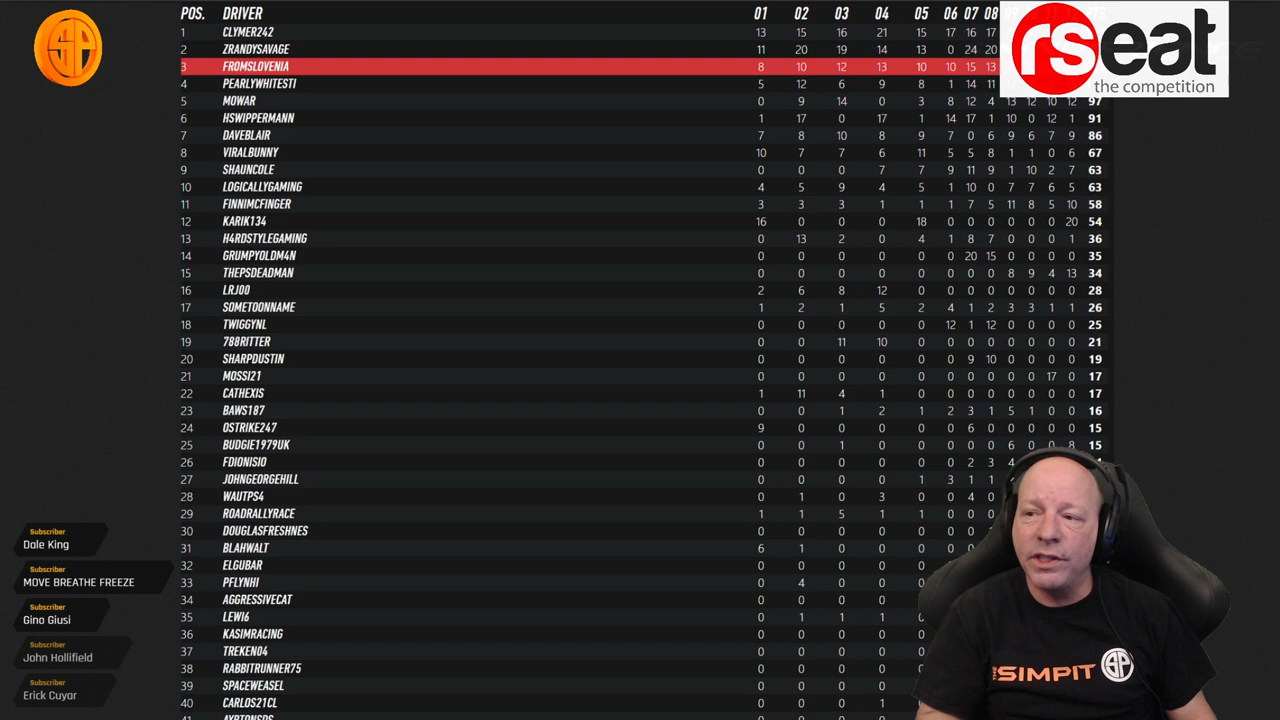 SP
POS. DRIVER 01 02 03 04 05 06 07 08
1 CLYMER242 13 15 16 21 15 17 16 17
2 ZRANDYSAVAGE 11 20 19 14 13 0 24 20
3 FROMSLOVENIA 8 10 12 13 10 10 15 13
4 PEARLYWHITESTI 5 12 6 9 8 1 14 11
5 MOWAR 0 9 14 0 3 8 12 4 13 12 10 12 97
6 HSWIPPERMANN 1 17 0 17 1 14 17 1 10 0 12 1 91
7 DAVEBLAIR 7 8 10 8 9 7 0 6 9 6 7 9 86
8 VIRALBUNNY 10 7 7 6 11 5 5 8 1 1 0 6 67
9 SHAUNCOLE 0 0 0 7 7 9 11 9 1 10 2 7 63
10 LOGICALLYGAMING 4 5 9 4 5 1 10 0 7 7 6 5 63
11 FINNIMCFINGER 3 3 3 1 1 1 7 5 11 8 5 10 58
12 KARIK134 16 0 0 0 18 0 0 0 0 0 0 20 54
13 H4RDSTYLEGAMING 0 13 2 0 4 1 8 7 0 0 0 1 36
14 GRUMPYOLDM4N 0 0 0 0 0 0 20 15 0 0 0 0 35
15 THEPSDEADMAN 0 0 0 0 0 0 0 0 8 9 4 13 34
16 LRJ00 2 6 8 12 0 0 0 0 0 0 0 0 28
17 SOMETOONNAME 1 2 1 5 2 4 1 2 3 3 1 1 26
18 TWIGGYNL 0 0 0 0 0 12 1 12 0 0 0 0 25
19 788RITTER 0 0 11 10 0 0 0 0 0 0 0 0 21
20 SHARPDUSTIN 0 0 0 0 0 0 9 10 0 0 0 0 19
21 MOSSI21 0 0 0 0 0 0 0 0 0 0 17 0 17
22 CATHEXIS 1 11 4 1 0 0 0 0 0 0 0 0 17
23 BAWS187 0 0 1 2 1 2 3 1 5 1 0 0 16
24 OSTRIKE247 9 0 0 0 0 0 6 0 0 0 0 0 15
25 BUDGIE1979UK 0 0 1 0 0 0 0 0 6 0 0 8 15
26 FDIONISIO 0 0 0 0 0 0 2 3 4
27 JOHNGEORGEHILL 0 0 0 0 1 3 1 1
28 WAUTPS4 0 1 0 3 0 0 4 0
29 ROADRALLYRACE 1 1 5 1 1 0 0 0
30 DOUGLASFRESHNES 0 0 0 0 0 0 0
31 BLAHWALT 6 1 0 0 0 0 0
32 ELGUBAR 0 0 0 0 0 0 0
33 PFLYNHI 0 4 0 0 0 0 0
34 AGGRESSIVECAT 0 0 0 0 0
35 LEWI6 0 1 1 1
36 KASIMRACING 0 0 0 0
37 TREKEN04 0 0 0 0
38 RABBITRUNNER75 0 0 0 0
39 SPACEWEASEL 0 0 0 0
40 CARLOS21CL 0 0 0 1
41
rseat
the competition
Subscriber
Dale King
Subscriber
MOVE BREATHE FREEZE
Subscriber
Gino Giusi
Subscriber
John Hollifield
Subscriber
Erick Cuyar
THE SIMPIT SP